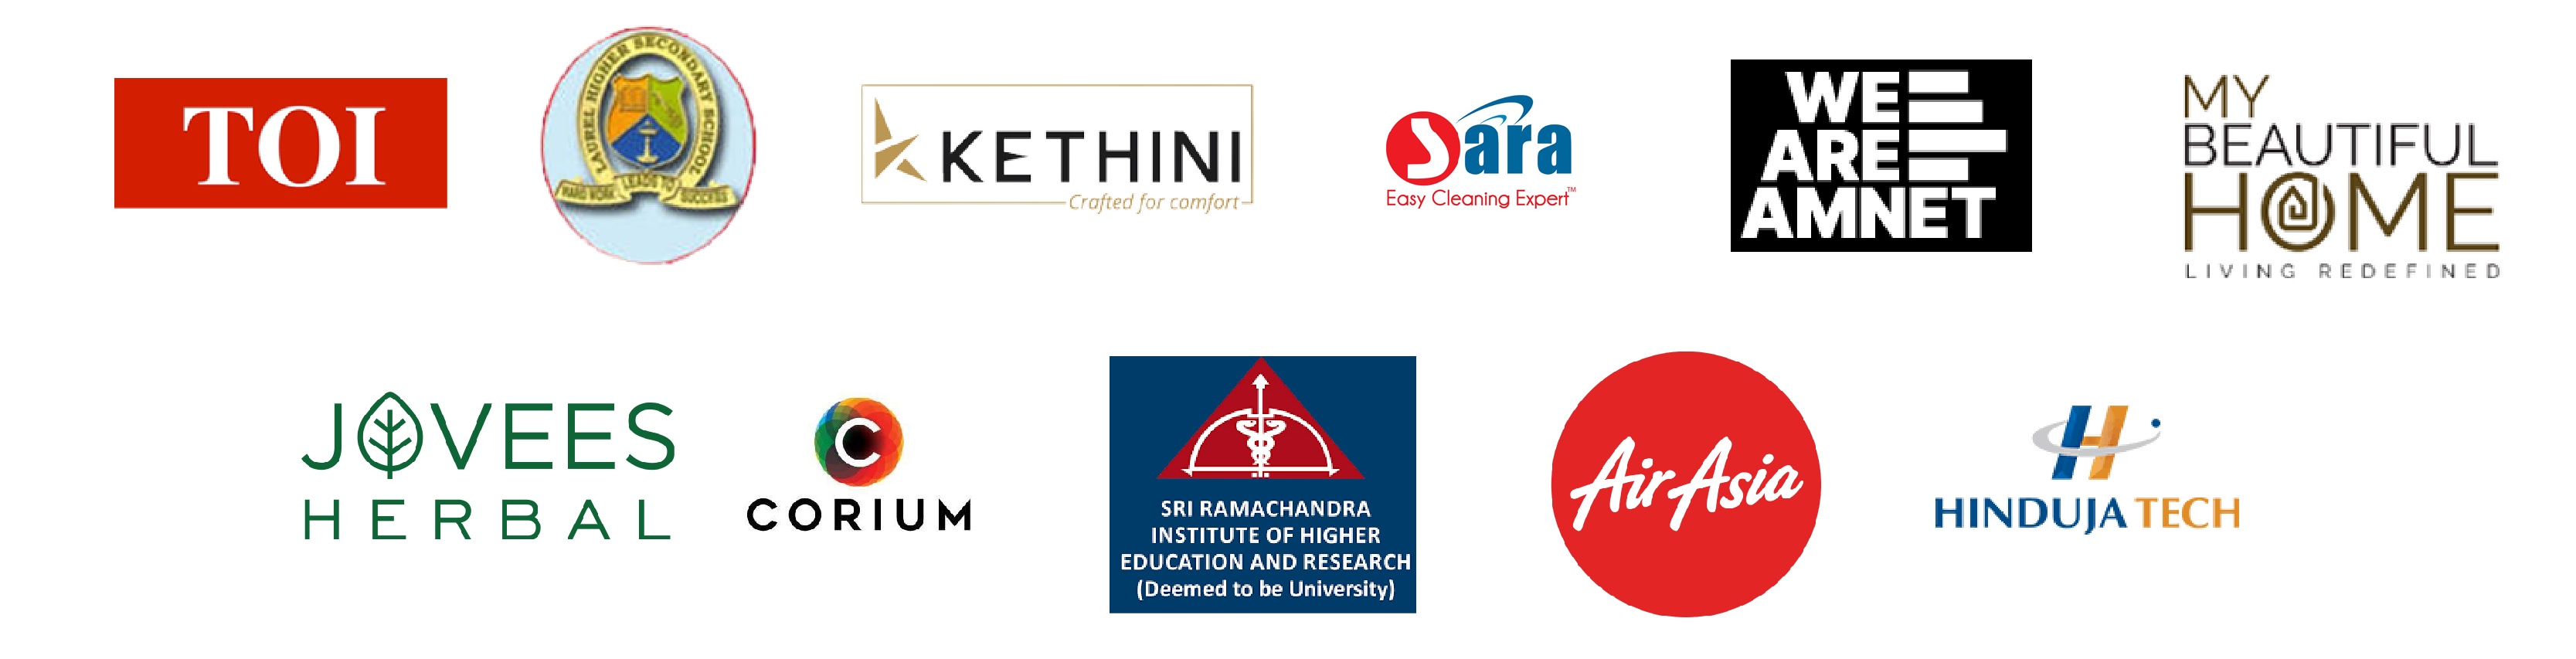 TOI
LAUREL HIGHER SECONDARY SCHOOL
HARD WORK LEADS TO SUCCESS
KETHINI
Crafted for comfort
Sara
Easy Cleaning Expert™
WE
ARE
AMNET
MY
BEAUTIFUL
HOME
LIVING REDEFINED
JOVEES
HERBAL
C
CORIUM
SRI RAMACHANDRA
INSTITUTE OF HIGHER
EDUCATION AND RESEARCH
(Deemed to be University)
AirAsia
H
HINDUJA TECH